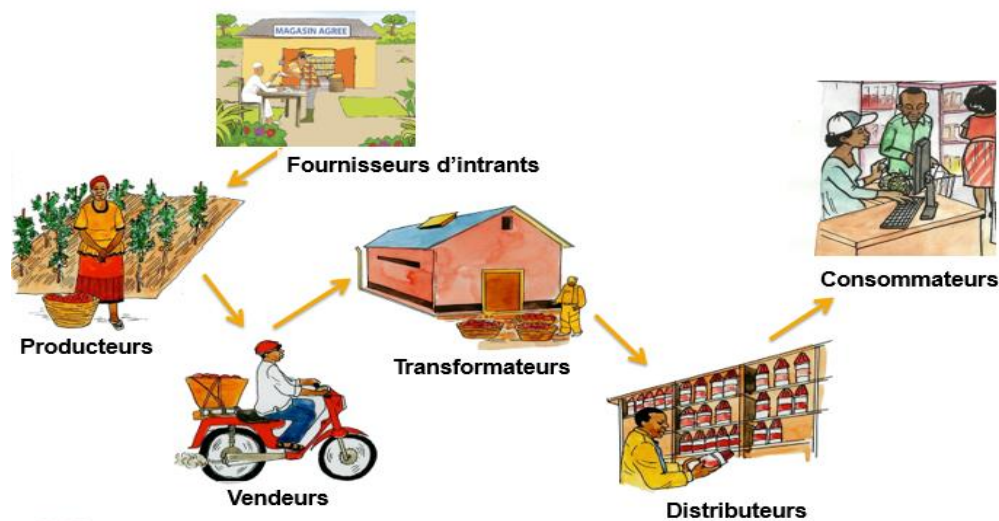 MAGASIN AGREE
Fournisseurs d'intrants
Producteurs
Vendeurs
Transformateurs
Distributeurs
Consommateurs